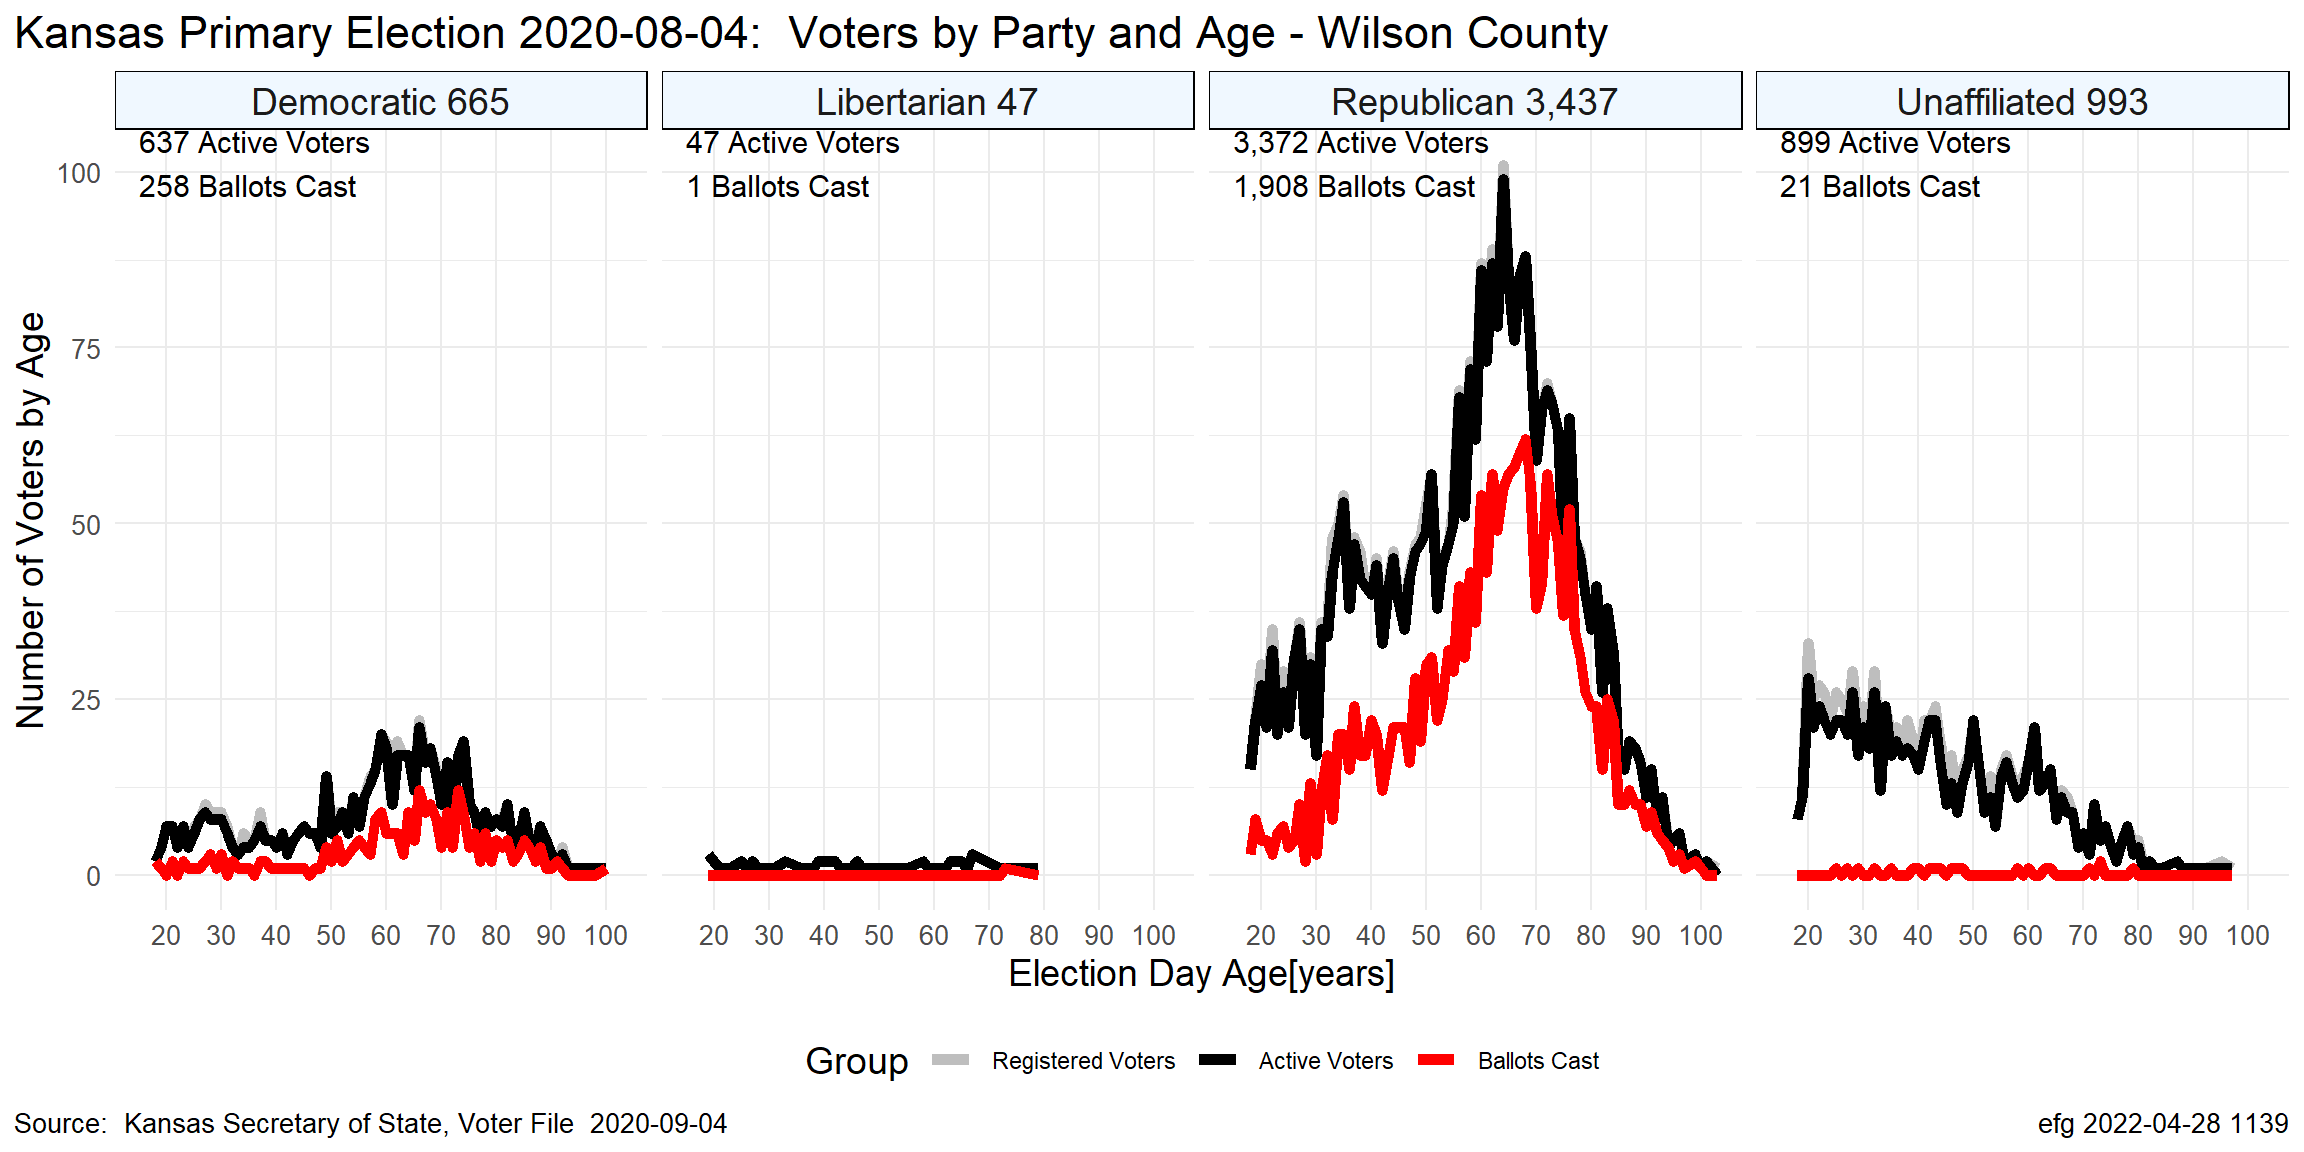 Kansas Primary Election 2020-08-04:  Voters by Party and Age - Wilson County
Democratic 665
Libertarian 47
Republican 3,437
Unaffiliated 993
637 Active Voters
258 Ballots Cast
47 Active Voters
1 Ballots Cast
3,372 Active Voters
1,908 Ballots Cast
899 Active Voters
21 Ballots Cast
Number of Voters by Age
100
75
50
25
0
20 30 40 50 60 70 80 90 100
20 30 40 50 60 70 80 90 100
20 30 40 50 60 70 80 90 100
20 30 40 50 60 70 80 90 100
Election Day Age[years]
Group Registered Voters Active Voters Ballots Cast
Source:  Kansas Secretary of State, Voter File  2020-09-04
efg 2022-04-28 1139